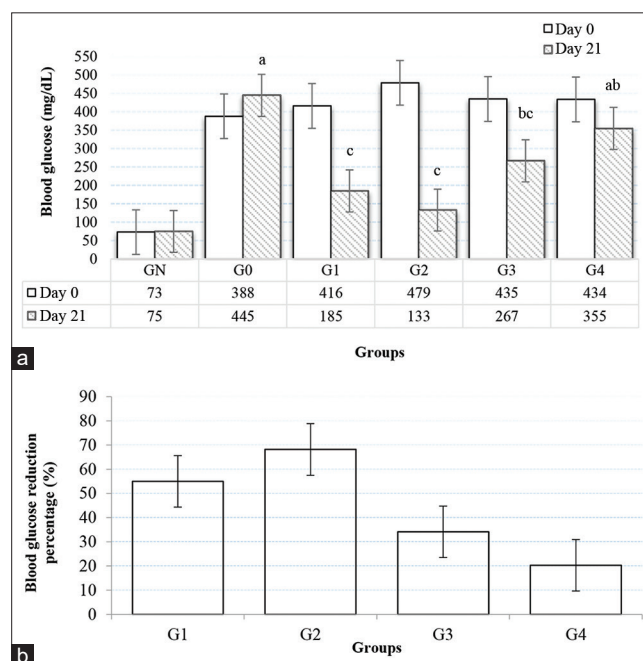 a
Day 0
Day 21
Blood glucose (mg/dL)
550
500
450
400
350
300
250
200
150
100
50
0
a
c
c
bc
ab
GN G0 G1 G2 G3 G4
Day 0 73 388 416 479 435 434
Day 21 75 445 185 133 267 355
Groups
b
Blood glucose reduction
percentage (%)
90
80
70
60
50
40
30
20
10
0
G1 G2 G3 G4
Groups